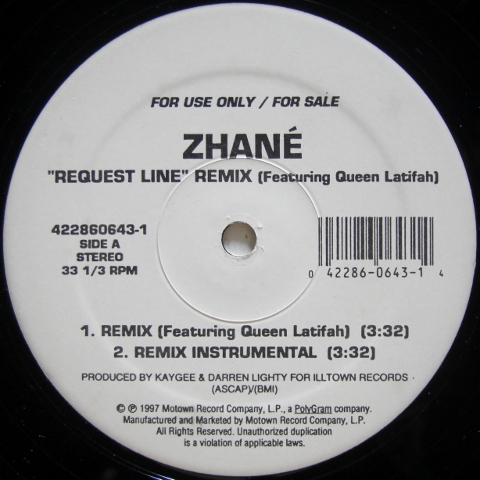 FOR USE ONLY / FOR SALE
ZHANÉ
"REQUEST LINE" REMIX (Featuring Queen Latifah)
422860643-1
SIDE A
STEREO
33 1/3 RPM
0 42286-0643-1 4
1. REMIX (Featuring Queen Latifah) (3:32)
2. REMIX INSTRUMENTAL (3:32)
PRODUCED BY KAYGEE & DARREN LIGHTY FOR ILLTOWN RECORDS
(ASCAP)/(BMI)
© ℗ 1997 Motown Record Company, L.P., a PolyGram company.
Manufactured and Marketed by Motown Record Company, L.P.
All Rights Reserved. Unauthorized duplication
is a violation of applicable laws.